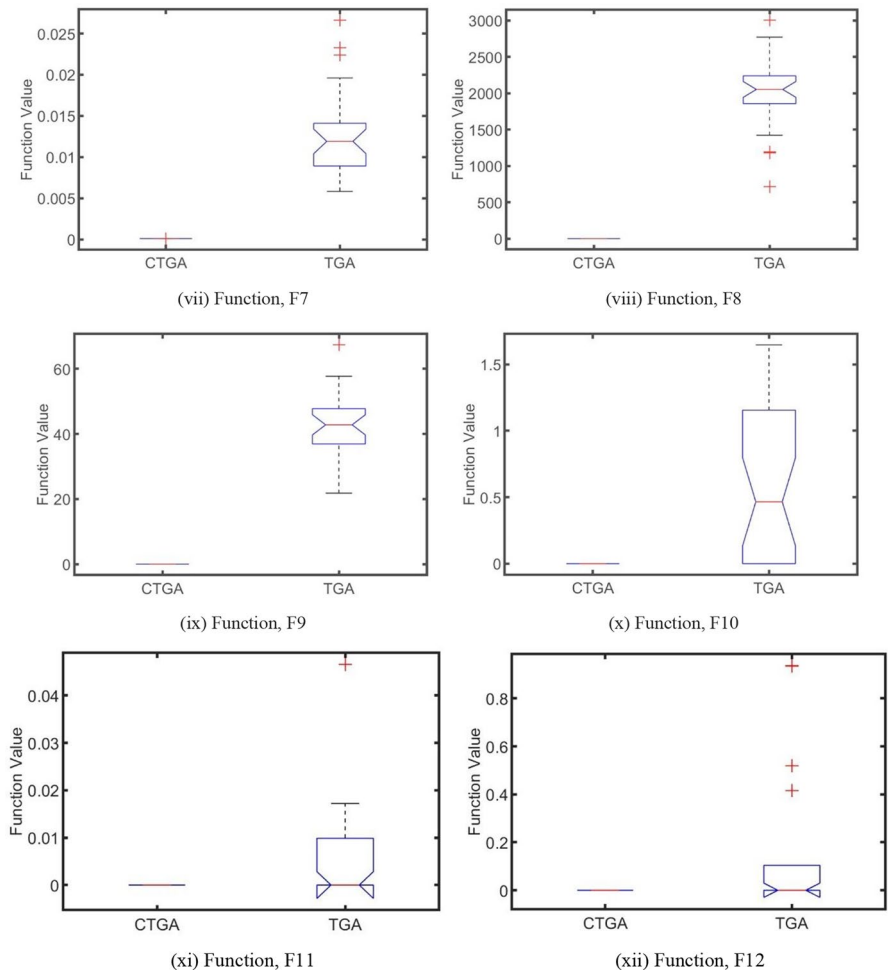 Function Value
0.025
0.02
0.015
0.01
0.005
0
CTGA TGA
(vii) Function, F7
Function Value
3000
2500
2000
1500
1000
500
0
CTGA TGA
(viii) Function, F8
Function Value
60
40
20
0
CTGA TGA
(ix) Function, F9
Function Value
1.5
1
0.5
0
CTGA TGA
(x) Function, F10
Function Value
0.04
0.03
0.02
0.01
0
CTGA TGA
(xi) Function, F11
Function Value
0.8
0.6
0.4
0.2
0
CTGA TGA
(xii) Function, F12